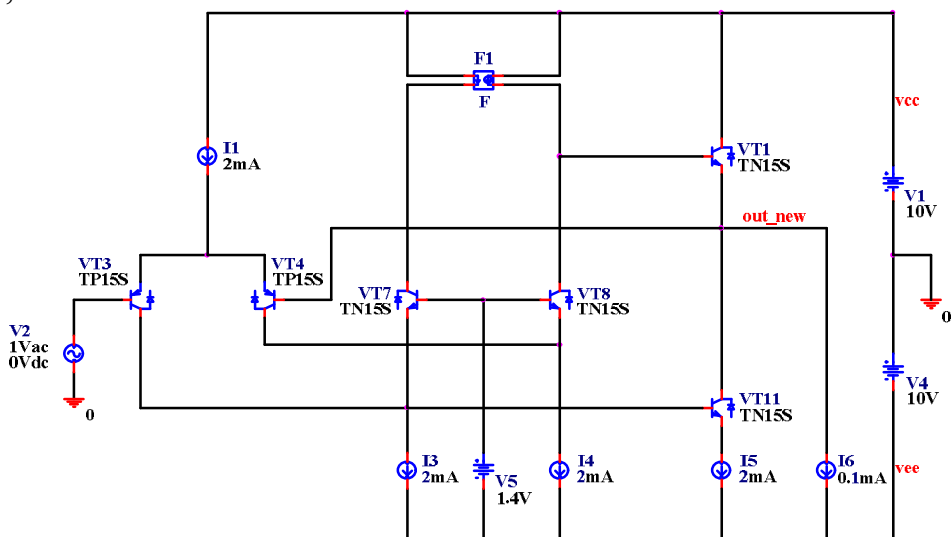 F1
F
vcc
I1
2mA
VT1
TN15S
V1
10V
out_new
VT3
TP15S
VT4
TP15S
VT7
TN15S
VT8
TN15S
0
V2
1Vac
0Vdc
0
V4
10V
VT11
TN15S
I3
2mA
V5
1.4V
I4
2mA
I5
2mA
I6
0.1mA
vee